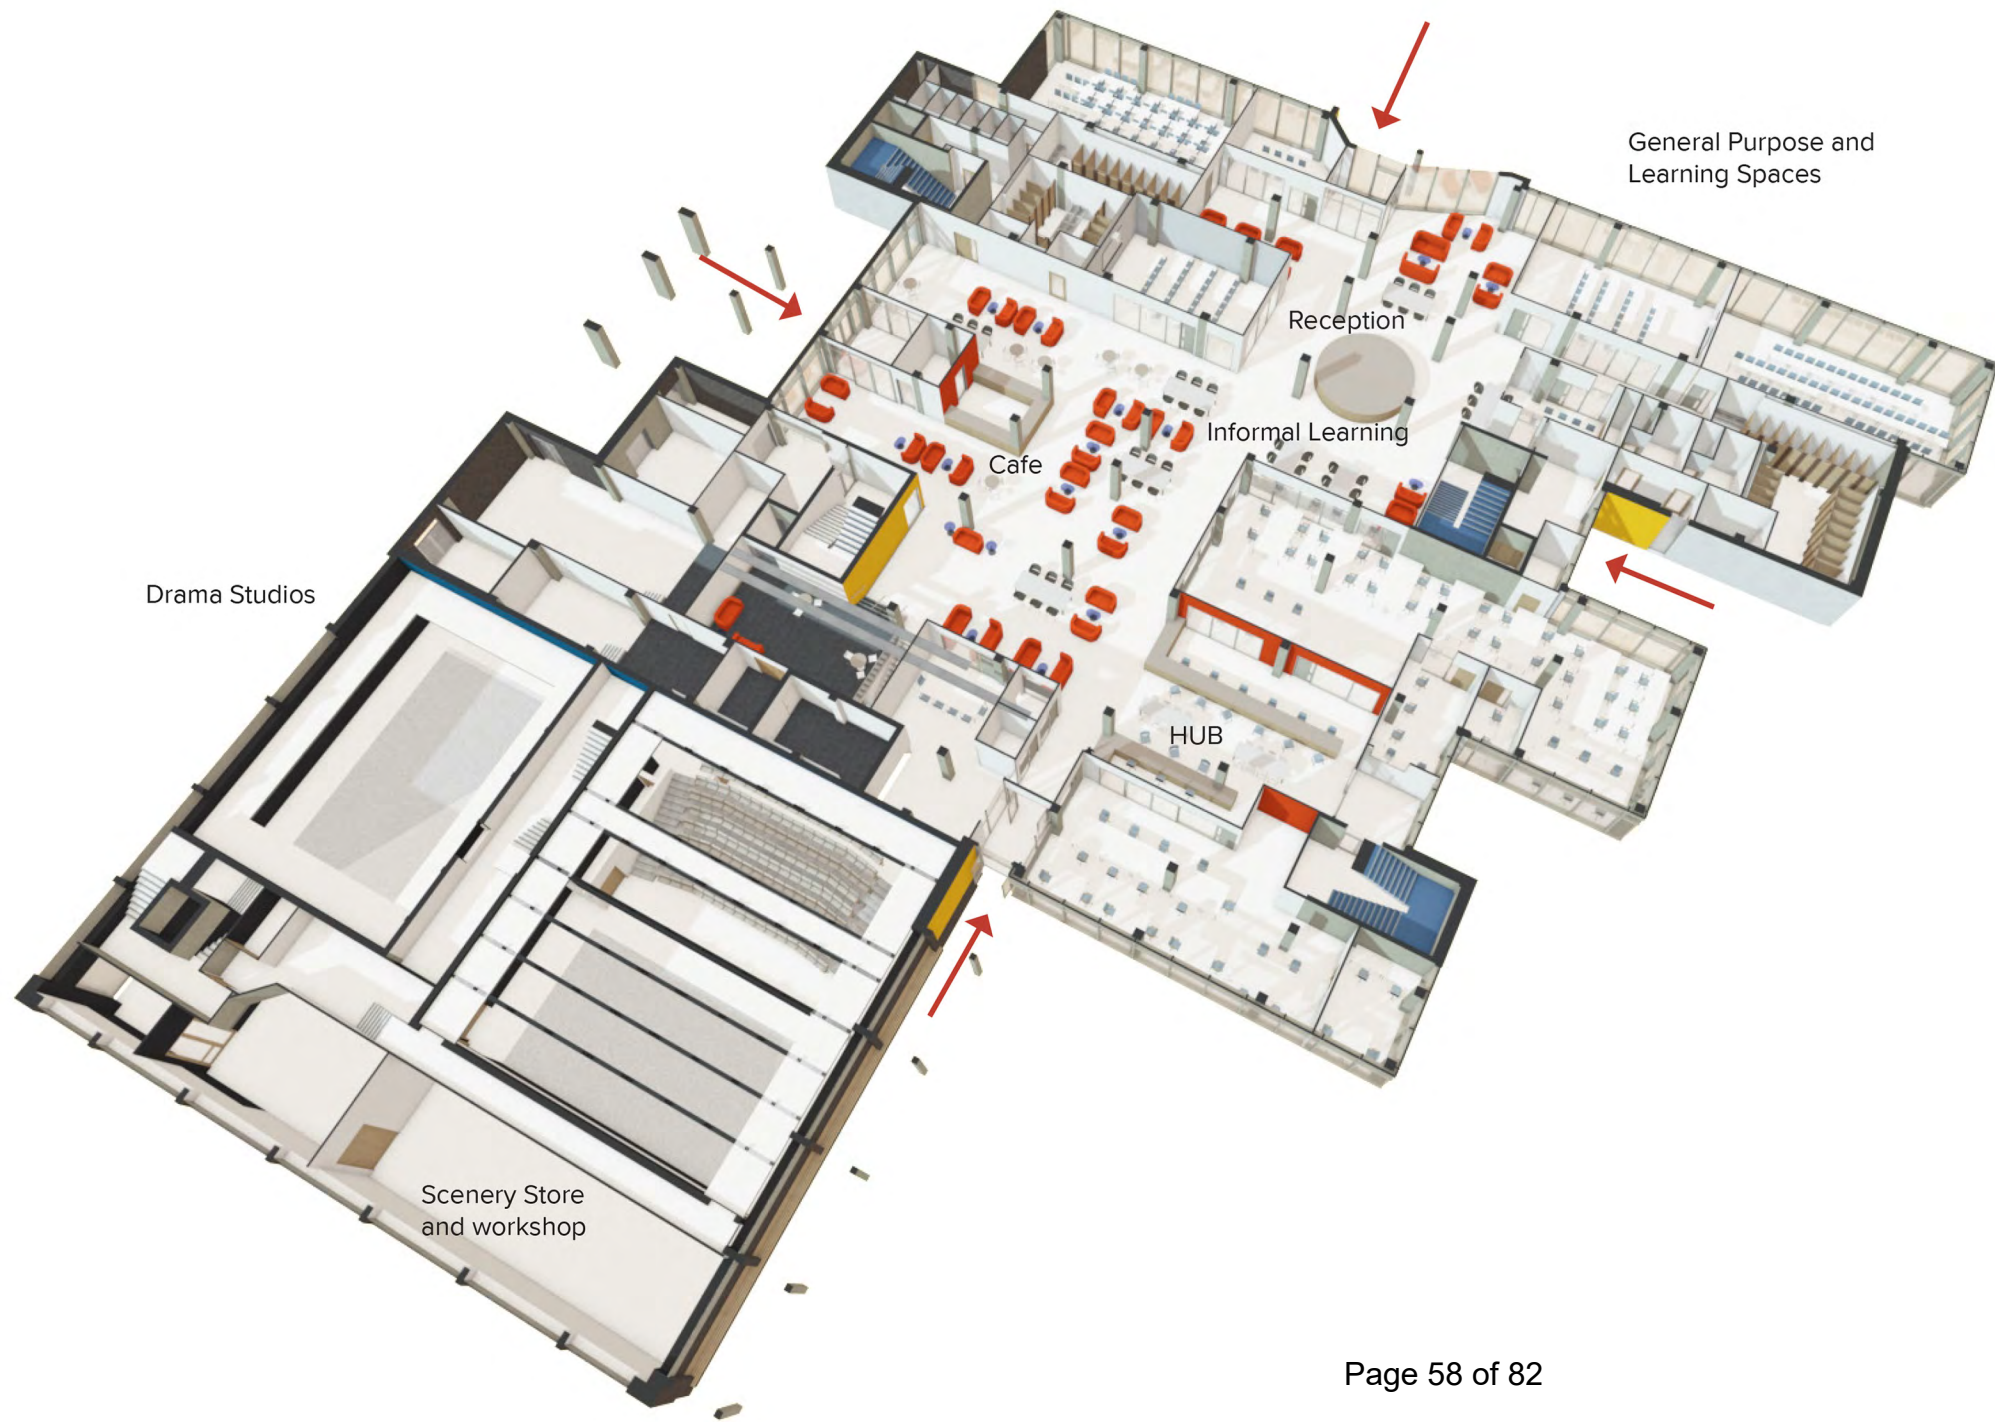 General Purpose and
Learning Spaces
Reception
Informal Learning
Cafe
Drama Studios
HUB
Scenery Store
and workshop
Page 58 of 82